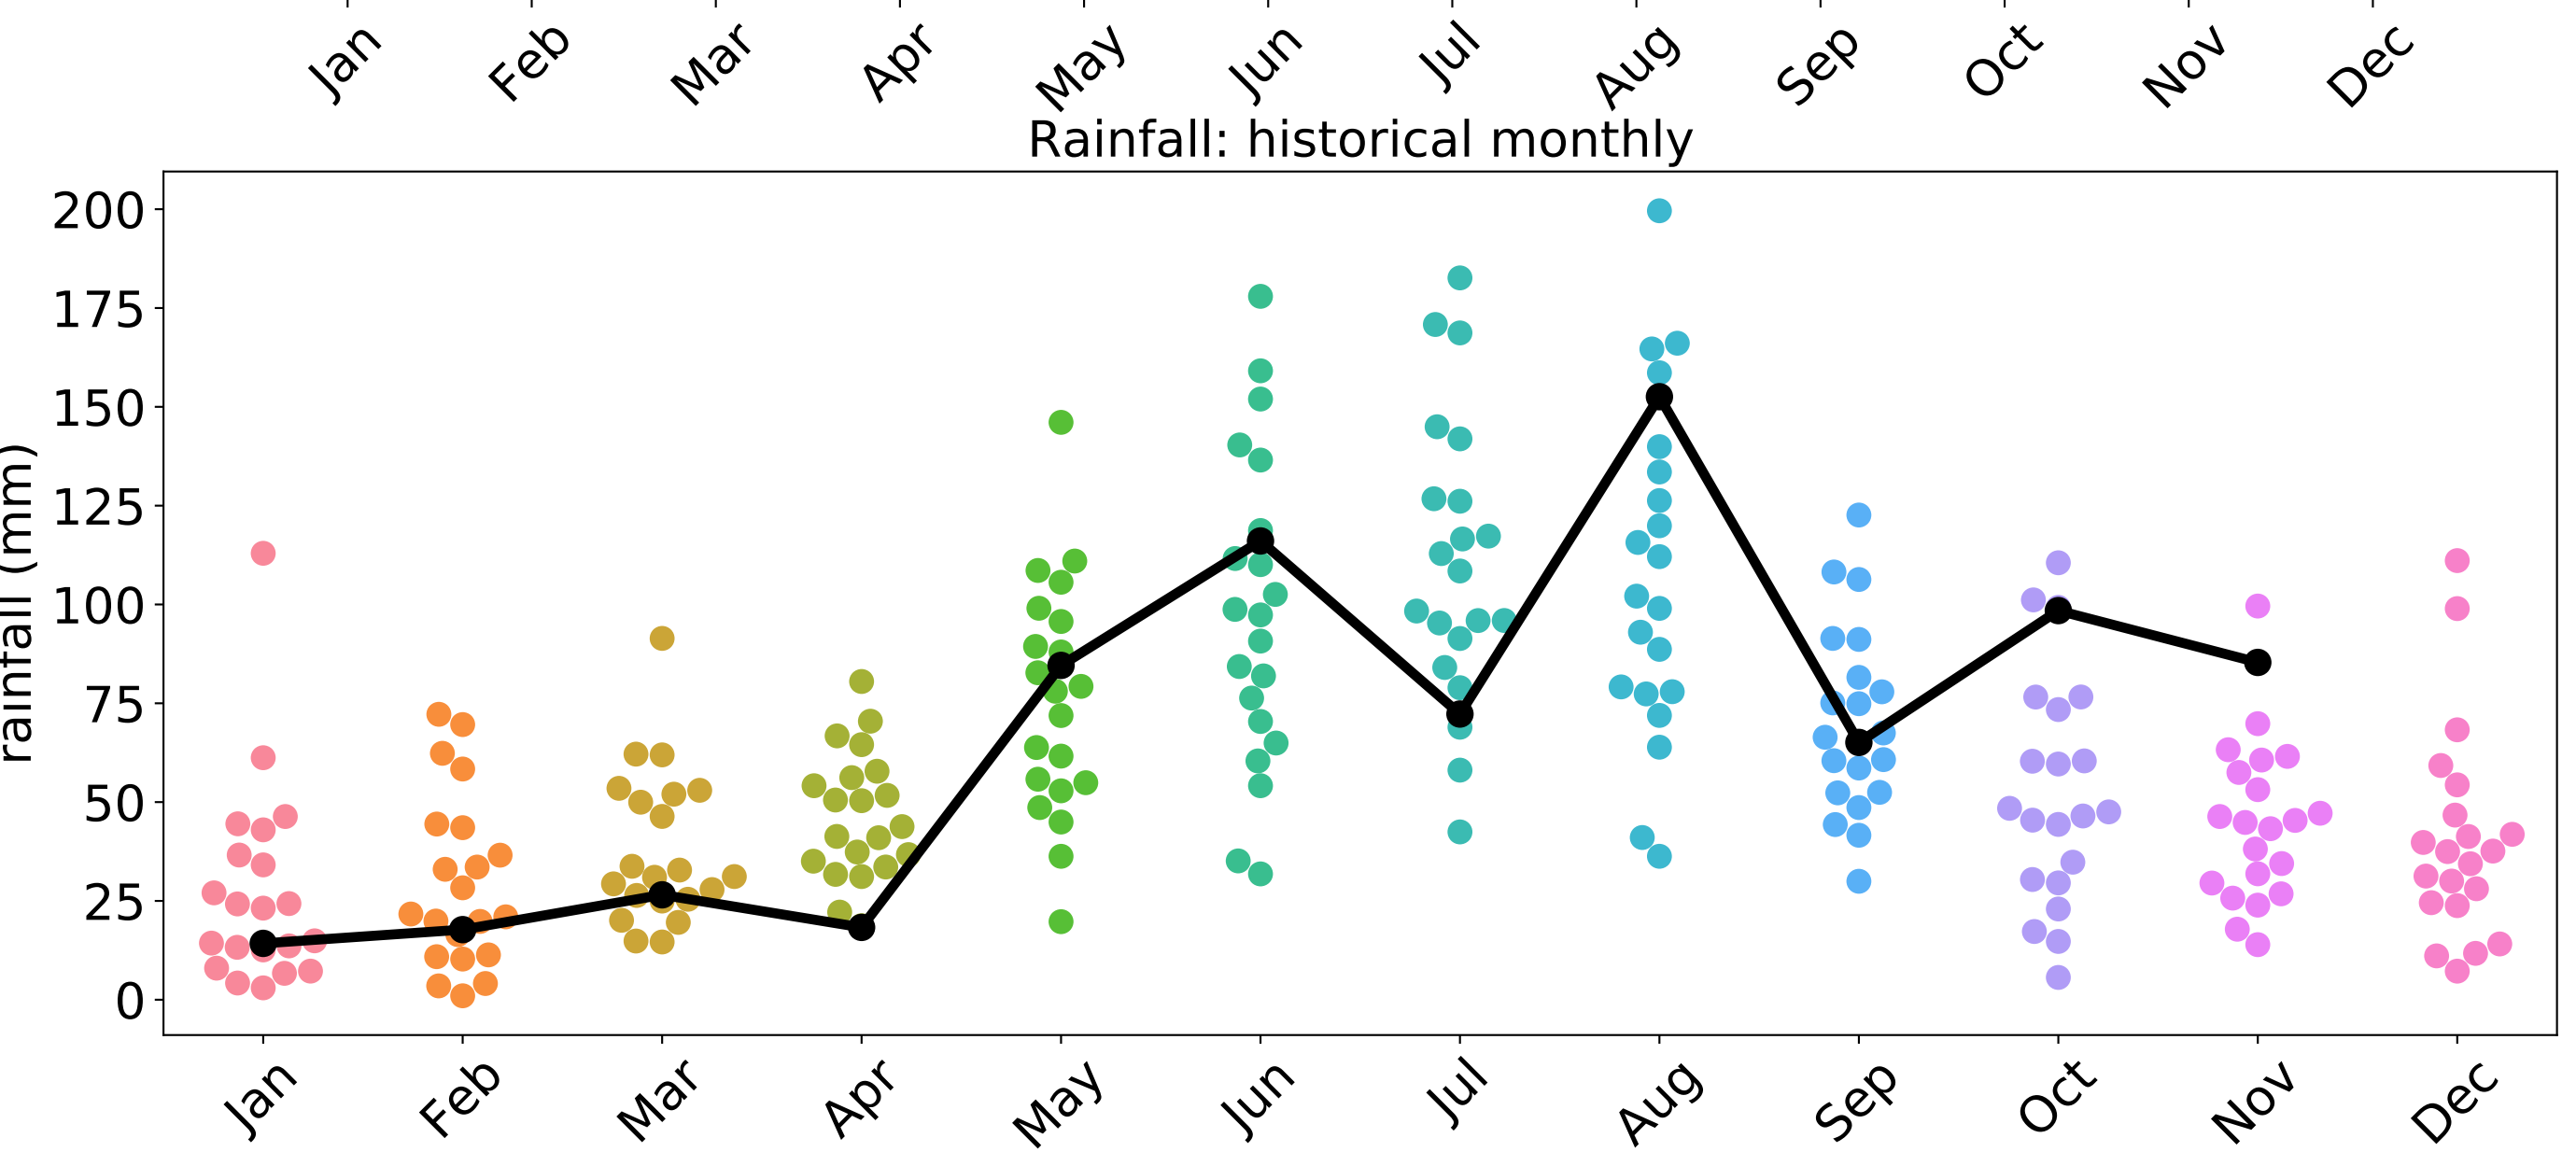 Jan Feb Mar Apr May Jun Jul Aug Sep Oct Nov Dec
Rainfall: historical monthly
rainfall (mm)
200
175
150
125
100
75
50
25
0
Jan Feb Mar Apr May Jun Jul Aug Sep Oct Nov Dec